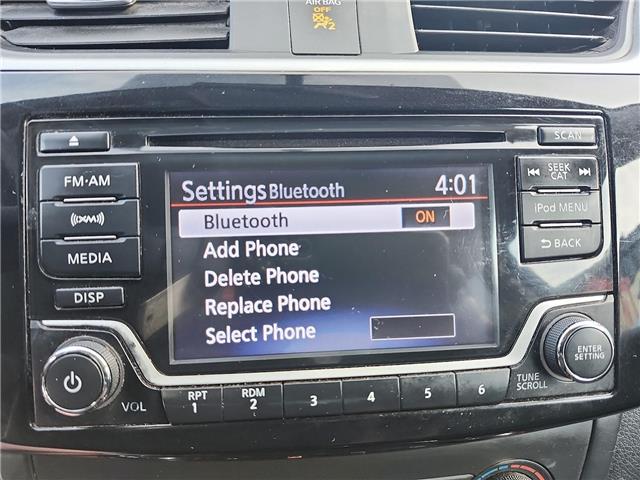 AIR BAG
OFF
2
SCAN
FM·AM
SEEK
CAT
((XM))
iPod MENU
MEDIA
BACK
DISP
Settings Bluetooth 4:01
Bluetooth ON
Add Phone
Delete Phone
Replace Phone
Select Phone
ENTER
SETTING
TUNE
SCROLL
VOL
RPT
1
RDM
2
3
4
5
6